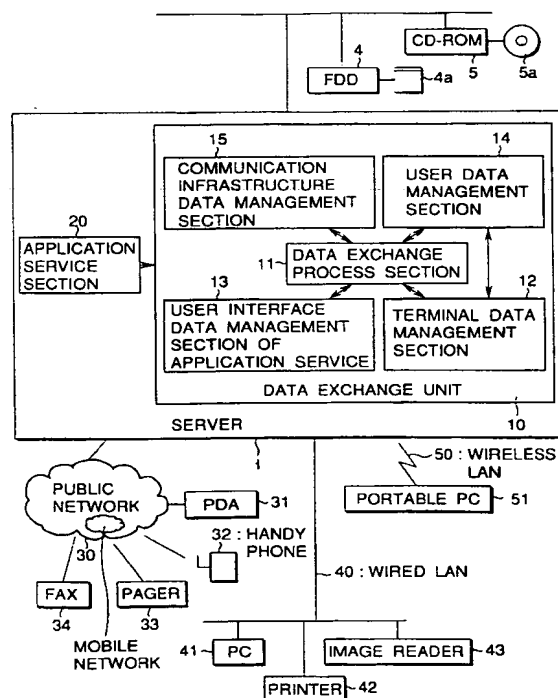 CD-ROM
4
5
5a
FDD
4a
15
14
COMMUNICATION
INFRASTRUCTURE
DATA MANAGEMENT
SECTION
USER DATA
MANAGEMENT
SECTION
20
APPLICATION
SERVICE
SECTION
11
DATA EXCHANGE
PROCESS SECTION
13
12
USER INTERFACE
DATA MANAGEMENT
SECTION OF
APPLICATION SERVICE
TERMINAL DATA
MANAGEMENT
SECTION
DATA EXCHANGE UNIT
SERVER
10
1
50 : WIRELESS
LAN
PUBLIC
NETWORK
PDA
31
PORTABLE PC
51
30
32 : HANDY
PHONE
FAX
PAGER
40 : WIRED LAN
34
33
MOBILE
NETWORK
41
PC
IMAGE READER
43
PRINTER
42